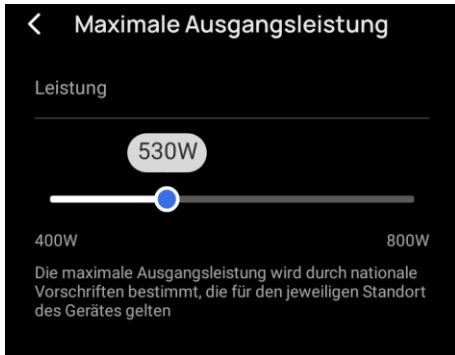 Maximale Ausgangsleistung
Leistung
530W
400W
800W
Die maximale Ausgangsleistung wird durch nationale
Vorschriften bestimmt, die für den jeweiligen Standort
des Gerätes gelten